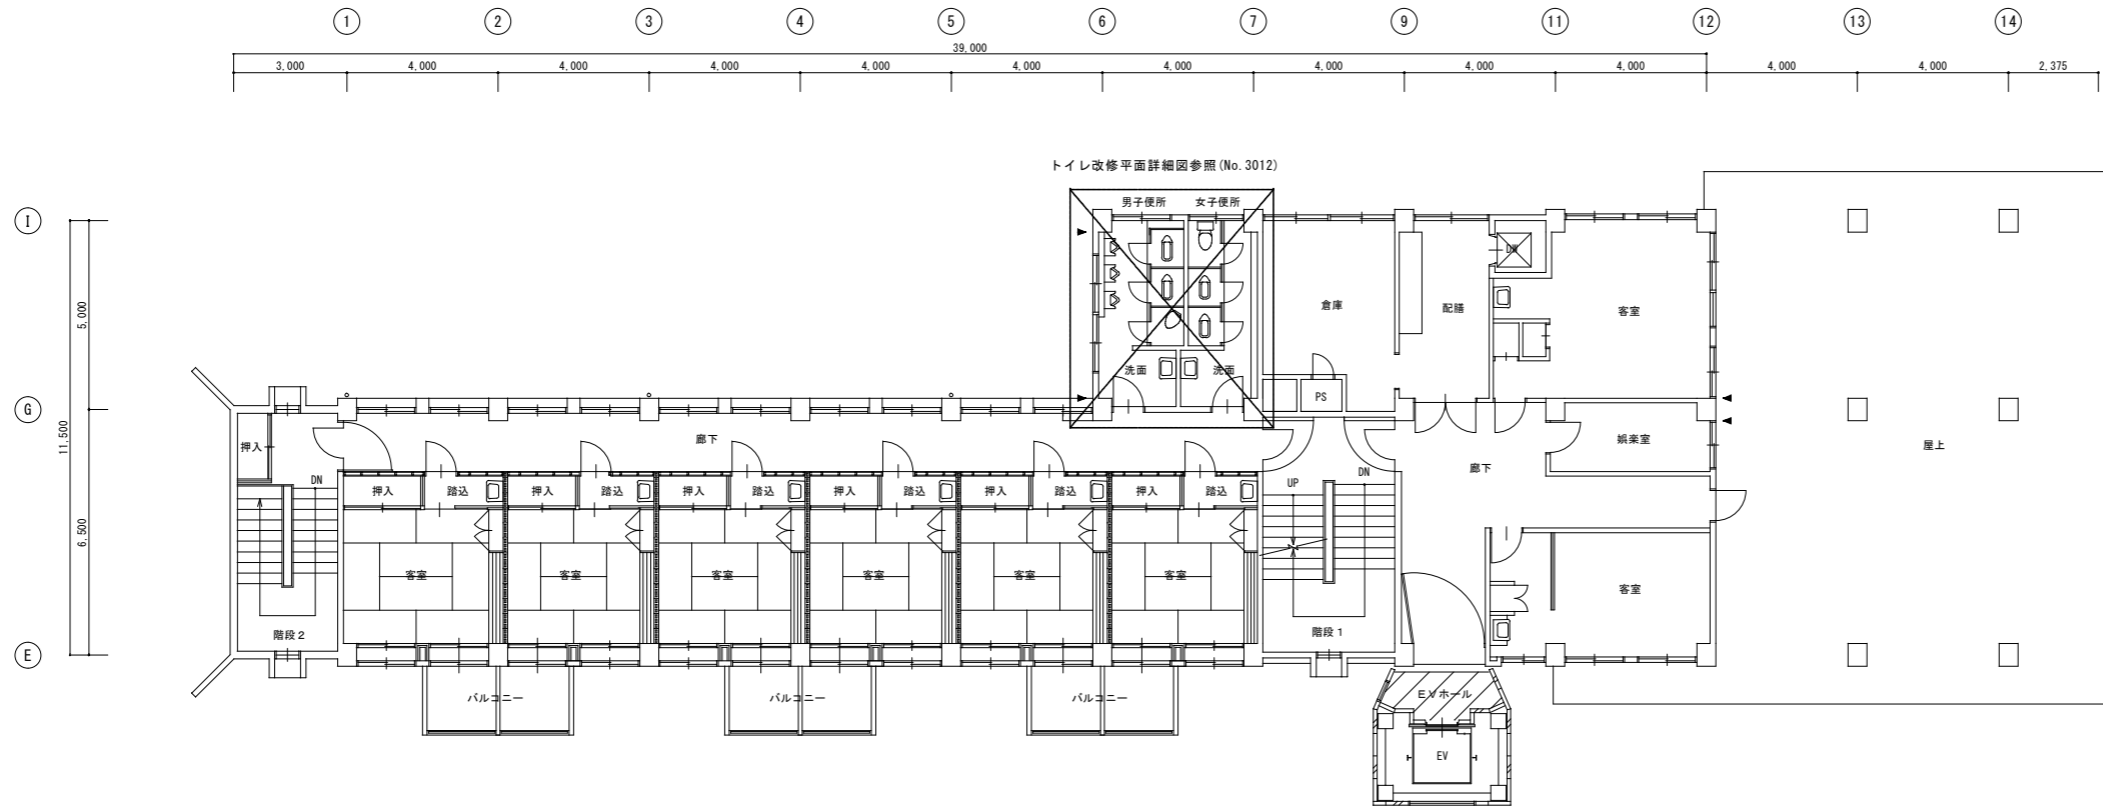 1 2 3 4 5 6 7 9 11 12 13 14
39,000
3,000 4,000 4,000 4,000 4,000 4,000 4,000 4,000 4,000 4,000 4,000 4,000 2,375
トイレ改修平面詳細図参照(No.3012)
男子便所 女子便所
I
DW
5,000
倉庫 配膳 客室
洗面 洗面
PS
G
11,500
押入 廊下 娯楽室 屋上
廊下
DN DN
UP
押入 踏込 押入 踏込 押入 踏込 押入 踏込 押入 踏込 押入 踏込
6,500
客室 客室 客室 客室 客室 客室 客室
階段2 階段1
E
バルコニー バルコニー バルコニー EVホール
EV